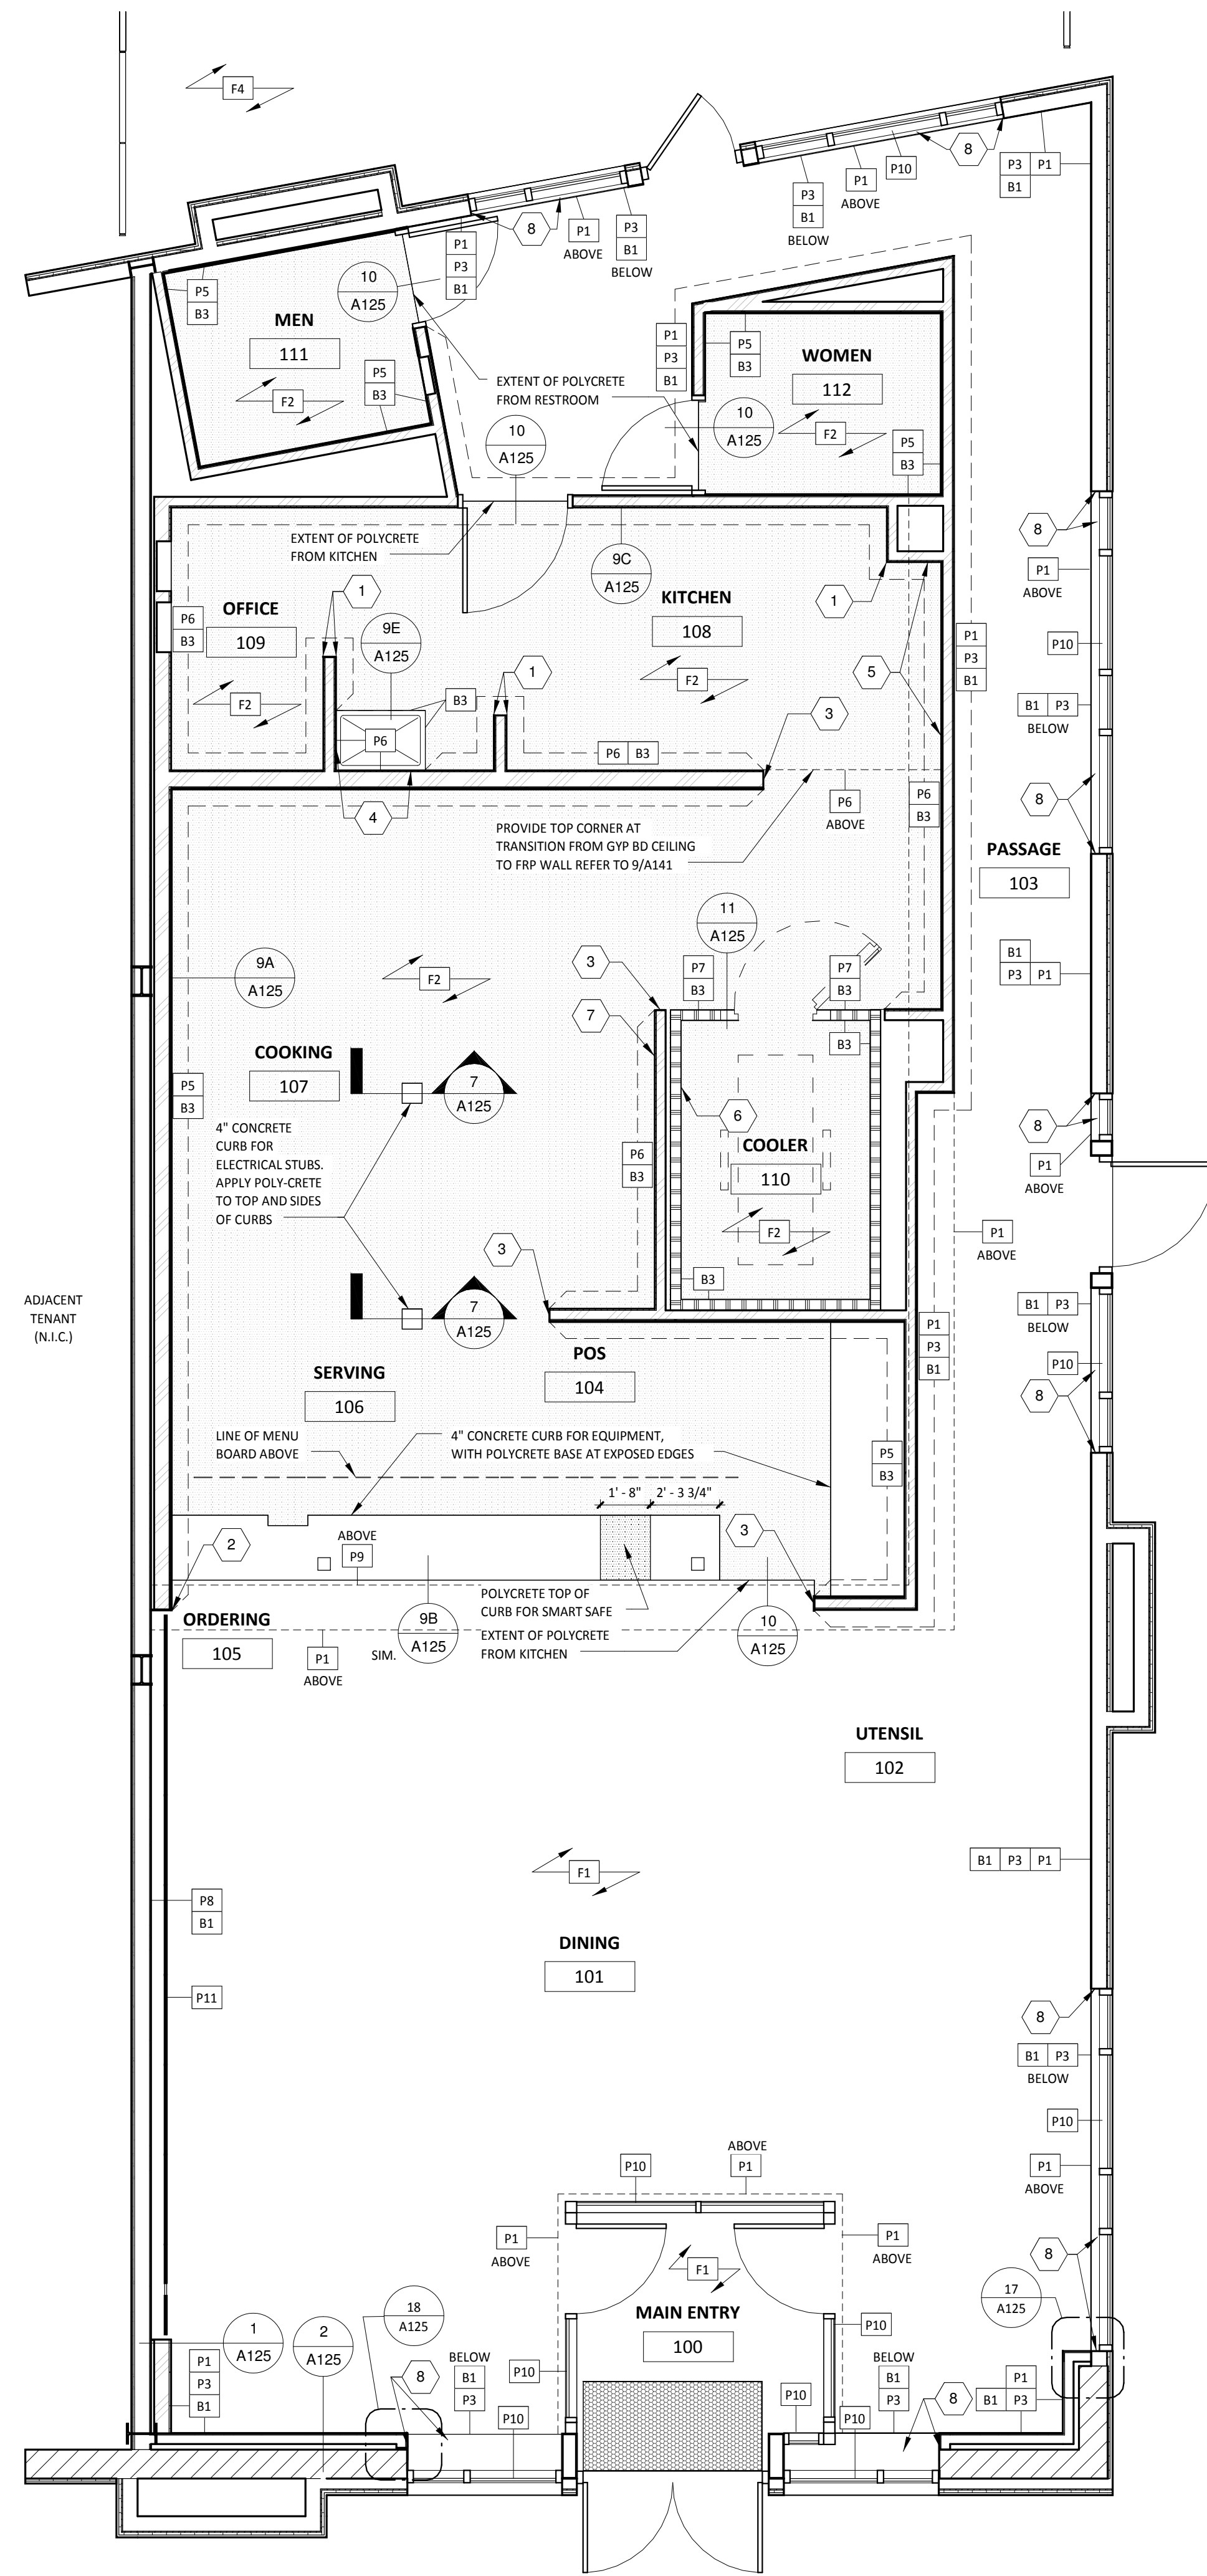 F4
8
P3 P1
B1
P10
P1
ABOVE
P3
B1
BELOW
8
P1
ABOVE
P3
B1
BELOW
P1
P3
B1
10
A125
P5
B3
MEN
111
F2
P5
B3
EXTENT OF POLYCRETE
FROM RESTROOM
P1
P3
B1
P5
B3
WOMEN
112
F2
10
A125
P5
B3
10
A125
EXTENT OF POLYCRETE
FROM KITCHEN
8
P1
ABOVE
9C
A125
KITCHEN
108
F2
1
OFFICE
109
F2
1
9E
A125
P6
B3
P10
P1
P3
B1
5
1
B3
P6
3
P6 B3
B1 P3
BELOW
8
4
P6
ABOVE
P6
B3
PROVIDE TOP CORNER AT
TRANSITION FROM GYP BD CEILING
TO FRP WALL REFER TO 9/A141
PASSAGE
103
11
A125
9A
A125
F2
3
P7
B3
P7
B3
B1
P3 P1
7
B3
COOKING
107
7
A125
P5
B3
6
COOLER
110
F2
8
P1
ABOVE
4" CONCRETE
CURB FOR
ELECTRICAL STUBS.
APPLY POLY-CRETE
TO TOP AND SIDES
OF CURBS
P6
B3
3
B3
P1
ABOVE
ADJACENT
TENANT
(N.I.C.)
7
A125
B1 P3
BELOW
P10
8
P1
P3
B1
POS
104
SERVING
106
LINE OF MENU
BOARD ABOVE
4" CONCRETE CURB FOR EQUIPMENT,
WITH POLYCRETE BASE AT EXPOSED EDGES
P5
B3
1' - 8"
2' - 3 3/4"
2
ABOVE
P9
3
POLYCRETE TOP OF
CURB FOR SMART SAFE
ORDERING
105
P1
ABOVE
SIM.
9B
A125
EXTENT OF POLYCRETE
FROM KITCHEN
10
A125
UTENSIL
102
F1
B1 P3 P1
P8
B1
DINING
101
P11
8
B1 P3
BELOW
P10
P1
ABOVE
P10
ABOVE
P1
P1
ABOVE
P1
ABOVE
F1
8
17
A125
MAIN ENTRY
100
18
A125
1
A125
2
A125
P10
P10
P1
P3
B1
8
BELOW
B1
P3
P10
P10
BELOW
B1
P3
P10
8
P1
B1 P3